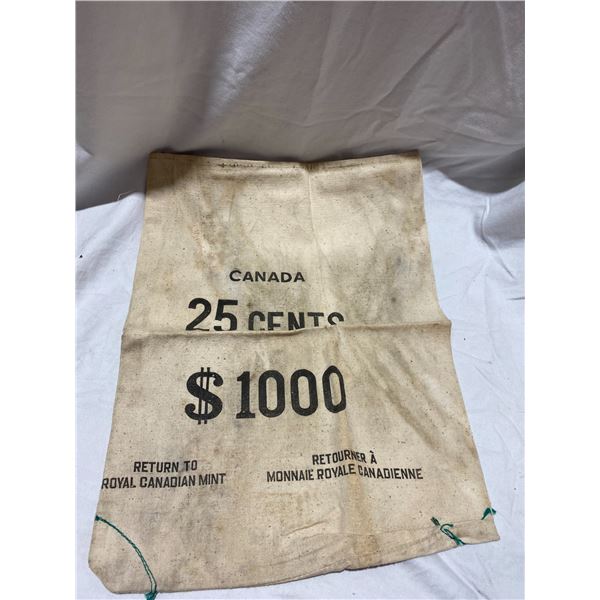 CANADA
25 CENTS
$1000
RETURN TO
ROYAL CANADIAN MINT
RETOURNER À
MONNAIE ROYALE CANADIENNE